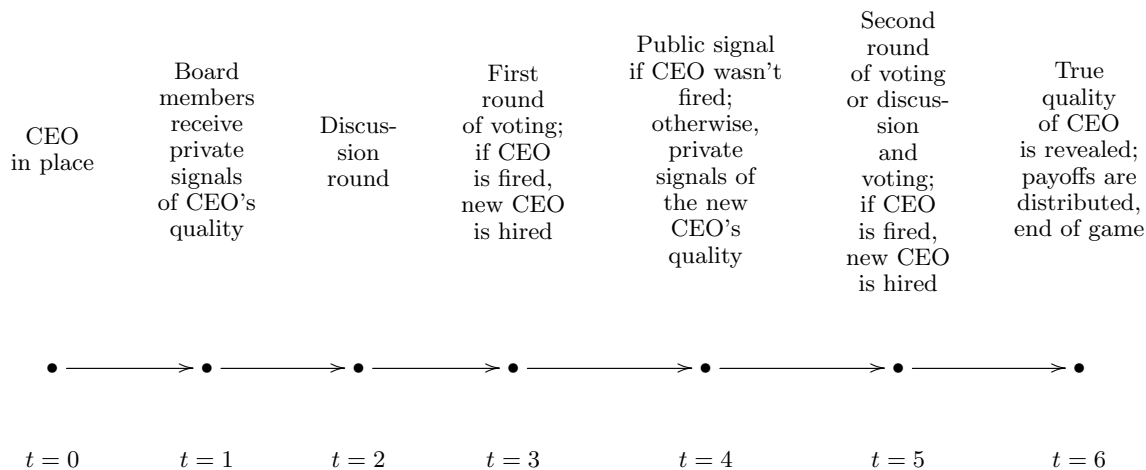 CEO
in place
Board
members
receive
private
signals
of CEO's
quality
Discus-
sion
round
First
round
of voting;
if CEO
is fired,
new CEO
is hired
Public signal
if CEO wasn't
fired;
otherwise,
private
signals of
the new
CEO's
quality
Second
round
of voting
or discus-
sion
and
voting;
if CEO
is fired,
new CEO
is hired
True
quality
of CEO
is revealed;
payoffs are
distributed,
end of game
t = 0
t = 1
t = 2
t = 3
t = 4
t = 5
t = 6